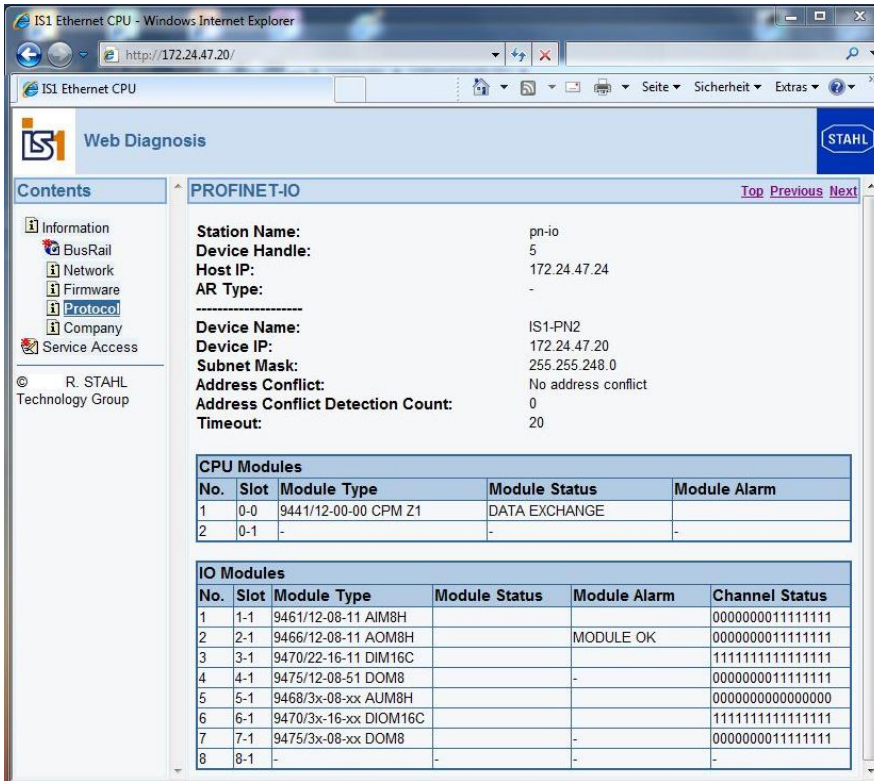 IS1 Ethernet CPU - Windows Internet Explorer
http://172.24.47.20/
IS1 Ethernet CPU
Seite Sicherheit Extras
IS1 Web Diagnosis STAHL
Contents
Information
BusRail
Network
Firmware
Protocol
Company
Service Access
© R. STAHL
Technology Group
PROFINET-IO Top Previous Next
Station Name: pn-io
Device Handle: 5
Host IP: 172.24.47.24
AR Type: -
--------------------
Device Name: IS1-PN2
Device IP: 172.24.47.20
Subnet Mask: 255.255.248.0
Address Conflict: No address conflict
Address Conflict Detection Count: 0
Timeout: 20
CPU Modules
No. Slot Module Type Module Status Module Alarm
1 0-0 9441/12-00-00 CPM Z1 DATA EXCHANGE
2 0-1 - - -
IO Modules
No. Slot Module Type Module Status Module Alarm Channel Status
1 1-1 9461/12-08-11 AIM8H 0000000011111111
2 2-1 9466/12-08-11 AOM8H MODULE OK 0000000011111111
3 3-1 9470/22-16-11 DIM16C 1111111111111111
4 4-1 9475/12-08-51 DOM8 - 0000000011111111
5 5-1 9468/3x-08-xx AUM8H 0000000000000000
6 6-1 9470/3x-16-xx DIOM16C 1111111111111111
7 7-1 9475/3x-08-xx DOM8 - 0000000011111111
8 8-1 - - - -